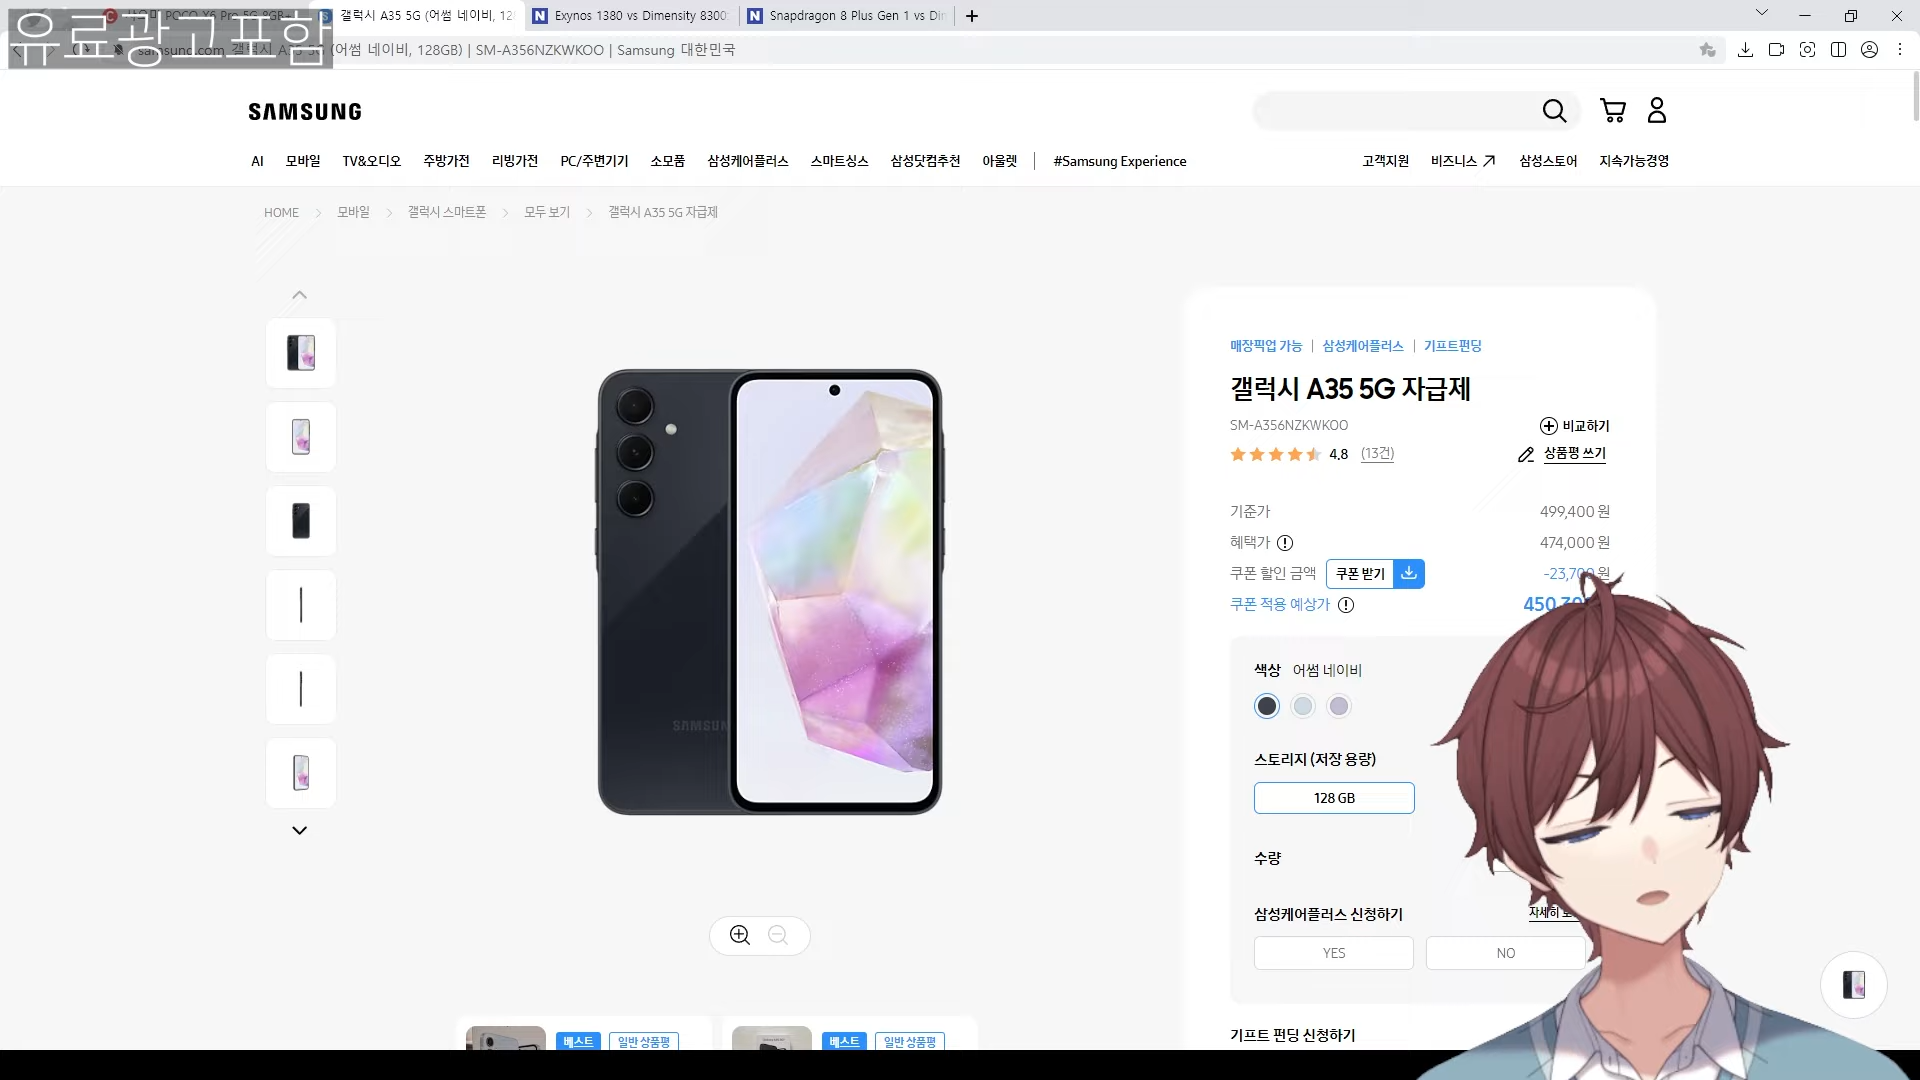 유료광고포함
갤럭시 A35 5G (어썸 네이비, 12
Exynos 1380 vs Dimensity 8300
Snapdragon 8 Plus Gen 1 vs Di
samsung.com 갤럭시 A35 5G (어썸 네이비, 128GB) | SM-A356NZKWKOO | Samsung 대한민국
SAMSUNG
AI 모바일 TV&오디오 주방가전 리빙가전 PC/주변기기 소모품 삼성케어플러스 스마트싱스 삼성닷컴추천 아울렛 #Samsung Experience 고객지원 비즈니스 삼성스토어 지속가능경영
HOME 모바일 갤럭시 스마트폰 모두 보기 갤럭시 A35 5G 자급제
매장픽업 가능 | 삼성케어플러스 | 기프트펀딩
갤럭시 A35 5G 자급제
SM-A356NZKWKOO
비교하기
4.8 (13건)
상품평 쓰기
기준가 499,400 원
혜택가 474,000 원
쿠폰 할인 금액 쿠폰 받기 -23,700 원
쿠폰 적용 예상가
색상 어썸 네이비
SAMSUN
스토리지 (저장 용량)
128 GB
수량
삼성케어플러스 신청하기
YES NO
기프트 펀딩 신청하기
베스트 일반 상품평
베스트 일반 상품평